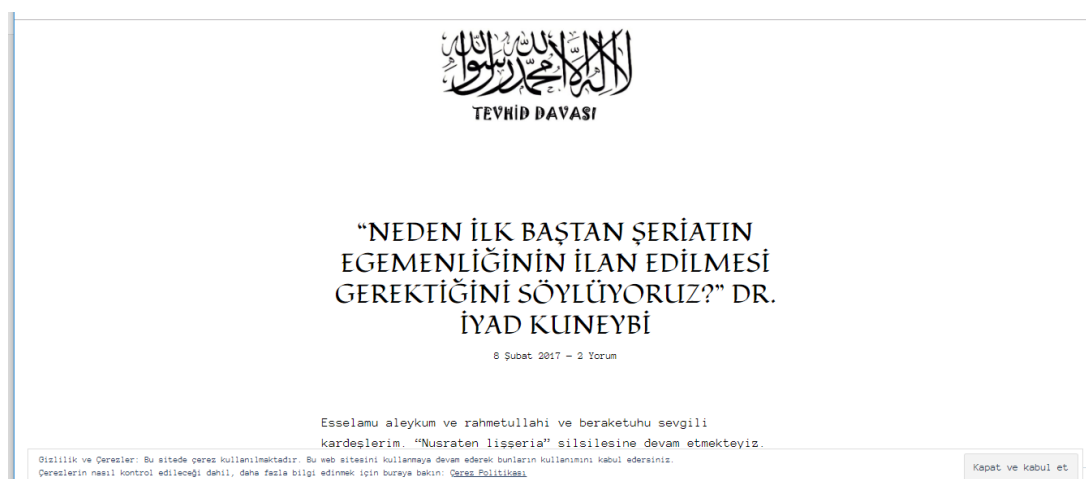 لا إله إلا الله محمد رسول الله
TEVHİD DAVASI
“NEDEN İLK BAŞTAN ŞERİATIN
EGEMENLİĞİNİN İLAN EDİLMESİ
GEREKTİĞİNİ SÖYLÜYORUZ?” DR.
İYAD KUNEYBİ
8 Şubat 2017 – 2 Yorum
Esselamu aleykum ve rahmetullahi ve beraketuhu sevgili
kardeşlerim. “Nusraten lisseria” silsilesine devam etmekteyiz.
Gizlilik ve Çerezler: Bu sitede çerez kullanılmaktadır. Bu web sitesini kullanmaya devam ederek bunların kullanımını kabul edersiniz.
Çerezlerin nasıl kontrol edileceği dahil, daha fazla bilgi edinmek için buraya bakın: Çerez Politikası
Kapat ve kabul et